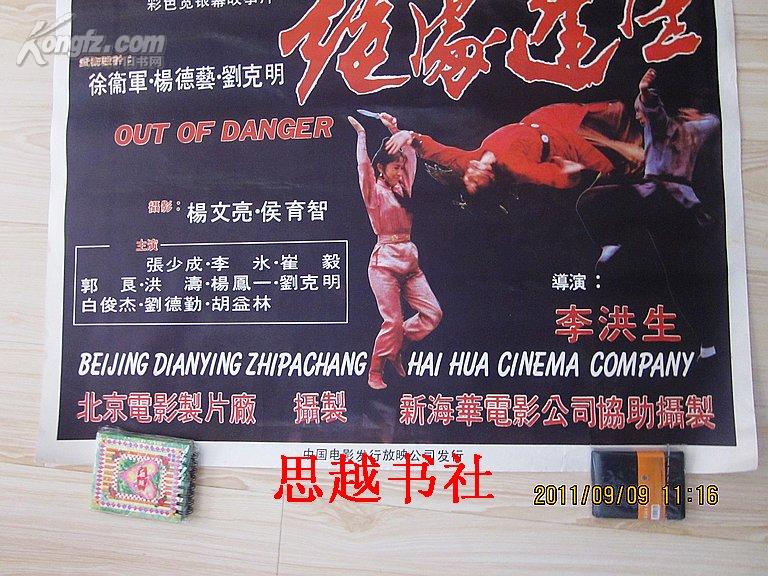 Kongfz.com
彩色宽银幕故事片
絕處逢生
徐衞軍·楊德藝·劉克明
OUT OF DANGER
攝影:楊文亮·侯育智
主演
張少成·李 氷·崔 毅
郭 良·洪 濤·楊鳳一·劉克明
白俊杰·劉德勤·胡益林
導演:
李洪生
BEIJING DIANYING ZHIPACHANG HAI HUA CINEMA COMPANY
北京電影製片廠 攝製 新海華電影公司協助攝製
中国电影发行放映公司发行
思越书社
2011/09/09 11:16